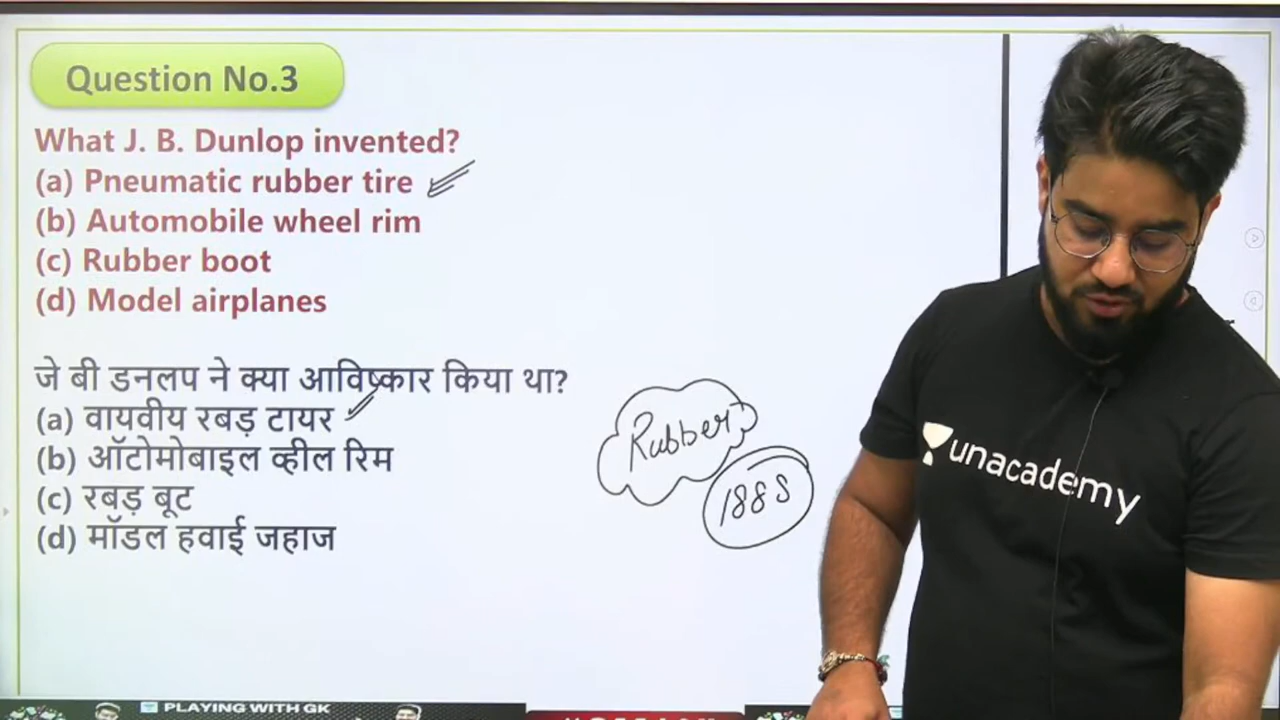 Question No.3
What J. B. Dunlop invented?
(a) Pneumatic rubber tire
(b) Automobile wheel rim
(c) Rubber boot
(d) Model airplanes
जे बी डनलप ने क्या आविष्कार किया था?
(a) वायवीय रबड़ टायर
(b) ऑटोमोबाइल व्हील रिम
(c) रबड़ बूट
(d) मॉडल हवाई जहाज
Rubber
1888
unacademy
PLAYING WITH GK